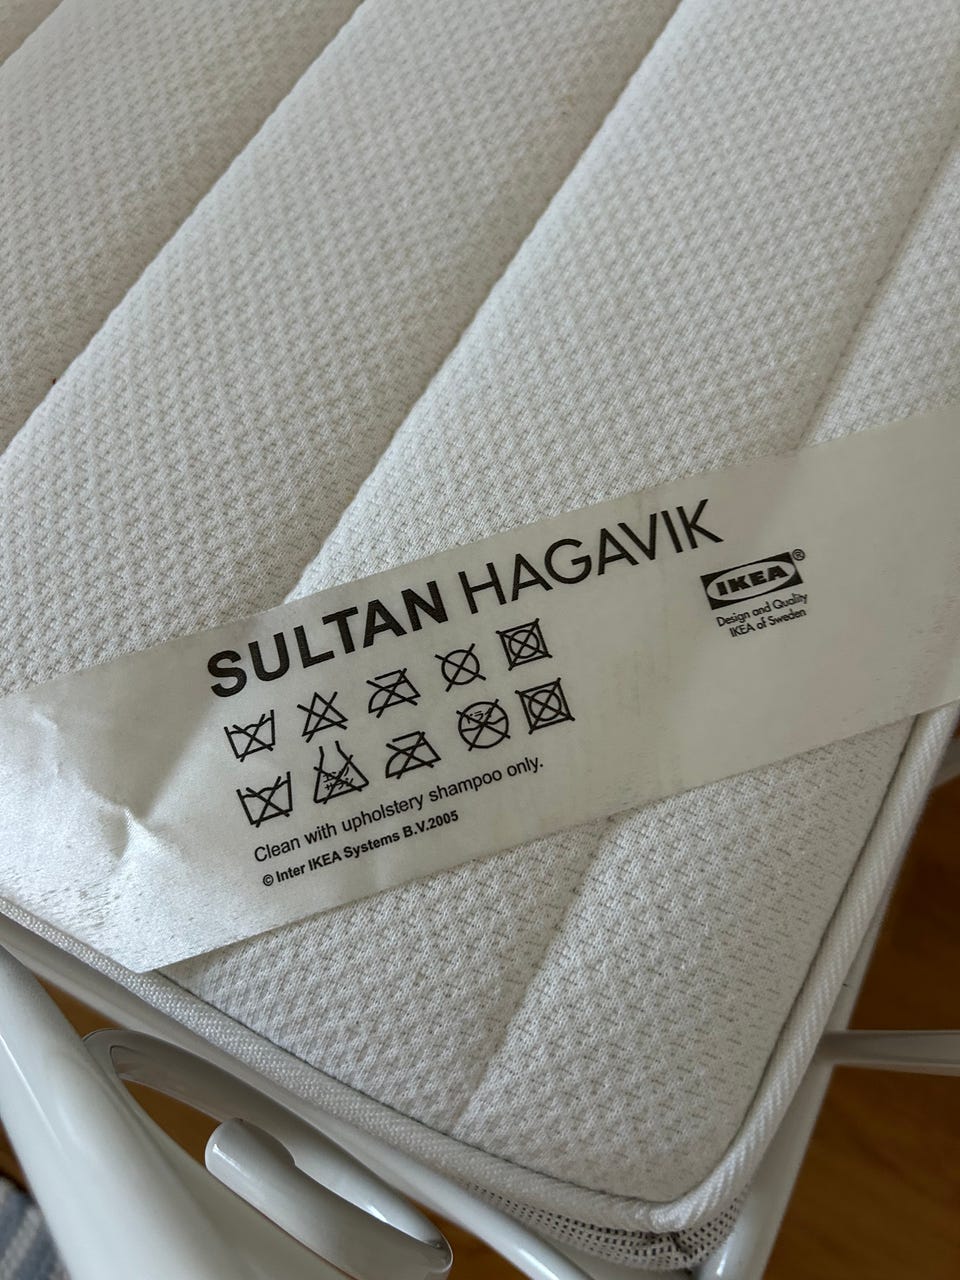 SULTAN HAGAVIK
IKEA®
Design and Quality
IKEA of Sweden
Clean with upholstery shampoo only.
© Inter IKEA Systems B.V.2005